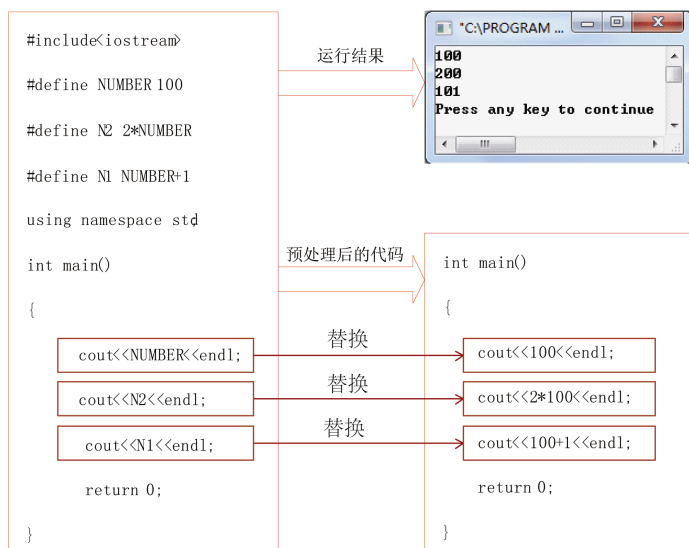 #include<iostream>
#define NUMBER 100
#define N2 2*NUMBER
#define N1 NUMBER+1
using namespace std;
int main()
{
cout<<NUMBER<<endl;
cout<<N2<<endl;
cout<<N1<<endl;
return 0;
}
运行结果
"C:\PROGRAM ...
100
200
101
Press any key to continue
预处理后的代码
替换
替换
替换
int main()
{
cout<<100<<endl;
cout<<2*100<<endl;
cout<<100+1<<endl;
return 0;
}